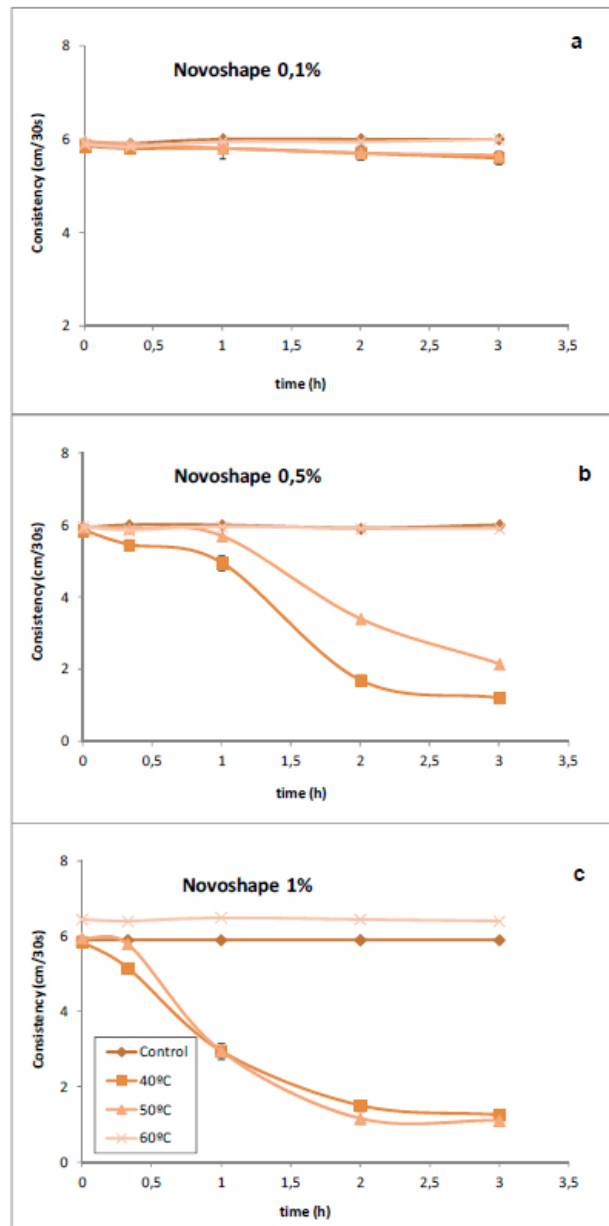 a
Novoshape 0,1%
Consistency (cm/30s)
8
6
4
2
0 0,5 1 1,5 2 2,5 3 3,5
time (h)
b
Novoshape 0,5%
Consistency (cm/30s)
8
6
4
2
0
0 0,5 1 1,5 2 2,5 3 3,5
time (h)
c
Novoshape 1%
Consistency (cm/30s)
8
6
4
2
0
Control
40ºC
50ºC
60ºC
0 0,5 1 1,5 2 2,5 3 3,5
time (h)